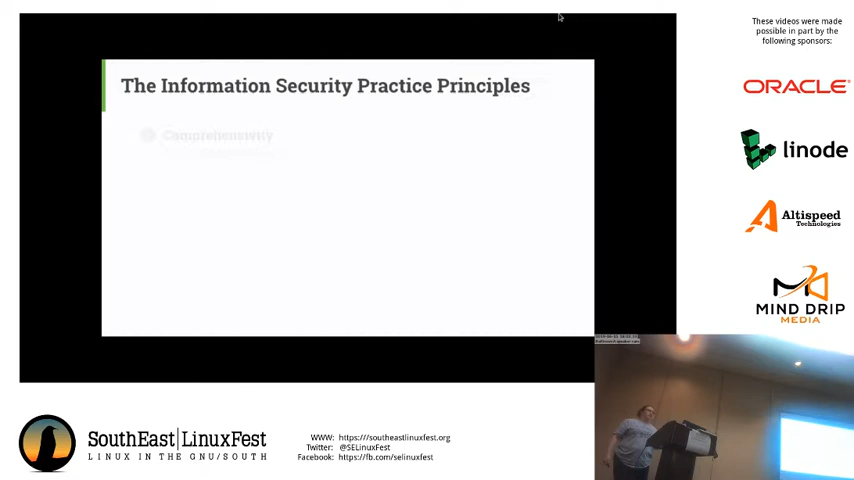 The Information Security Practice Principles
Comprehensivity
These videos were made
possible in part by the
following sponsors:
ORACLE®
linode
Altispeed
Technologies
MIND DRIP
MEDIA
SouthEast|LinuxFest
LINUX IN THE GNU/SOUTH
WWW: https://southeastlinuxfest.org
Twitter: @SELinuxFest
Facebook: https://fb.com/selinuxfest